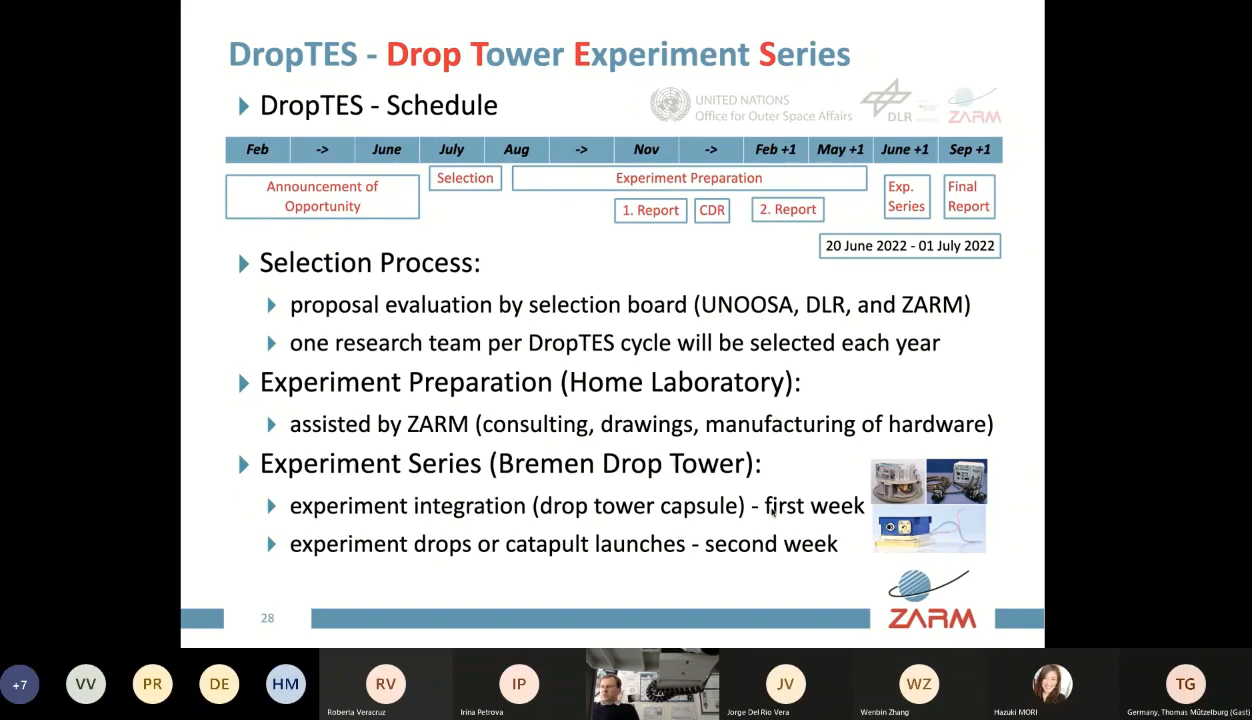 DropTES - Drop Tower Experiment Series
DropTES - Schedule
UNITED NATIONS
Office for Outer Space Affairs
DLR
ZARM
Feb -> June July Aug -> Nov -> Feb +1 May +1 June +1 Sep +1
Announcement of
Opportunity
Selection
Experiment Preparation
1. Report
CDR
2. Report
Exp.
Series
Final
Report
20 June 2022 - 01 July 2022
Selection Process:
proposal evaluation by selection board (UNOOSA, DLR, and ZARM)
one research team per DropTES cycle will be selected each year
Experiment Preparation (Home Laboratory):
assisted by ZARM (consulting, drawings, manufacturing of hardware)
Experiment Series (Bremen Drop Tower):
experiment integration (drop tower capsule) - first week
experiment drops or catapult launches - second week
28
ZARM
+7 VV PR DE HM RV IP JV WZ TG
Roberta Veracruz Irina Petrova Jorge Del Rio Vera Wenbin Zhang Hazuki MORI Germany, Thomas Mützelburg (Gast)